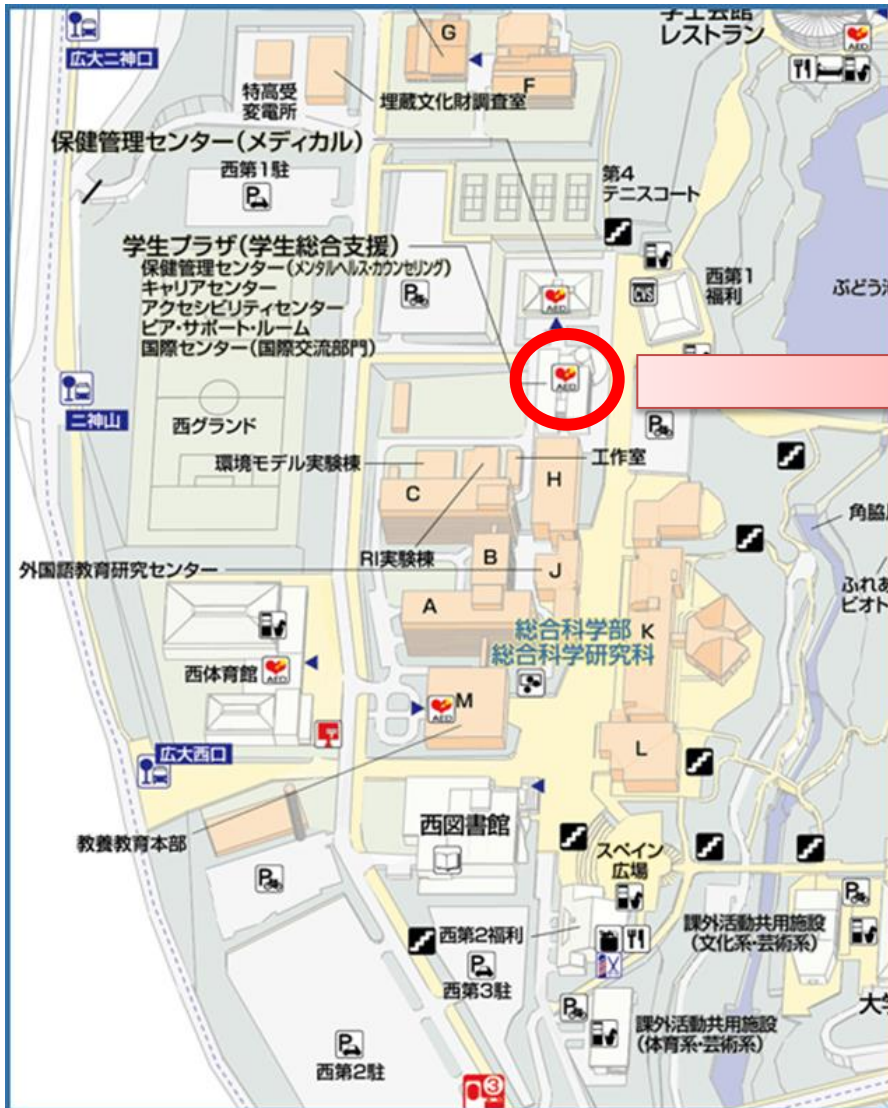 学士会館
レストラン
AED
広大二神口
G
F
特高受
変電所
埋蔵文化財調査室
保健管理センター(メディカル)
西第1駐
P
第4
テニスコート
学生プラザ(学生総合支援)
保健管理センター(メンタルヘルス・カウンセリング)
キャリアセンター
アクセシビリティセンター
ピア・サポート・ルーム
国際センター(国際交流部門)
P
AED
CVS
西第1
福利
ぶどう
AED
二神山
西グランド
P
環境モデル実験棟
工作室
C
H
RI実験棟
B
J
外国語教育研究センター
角脇
ふれあ
ビオト
A
総合科学部
総合科学研究科
K
西体育館
AED
AED
M
L
広大西口
教養教育本部
西図書館
スペイン
広場
P
西第2福利
P
西第3駐
課外活動共用施設
(文化系・芸術系)
P
P
課外活動共用施設
(体育系・芸術系)
大学
P
西第2駐
3